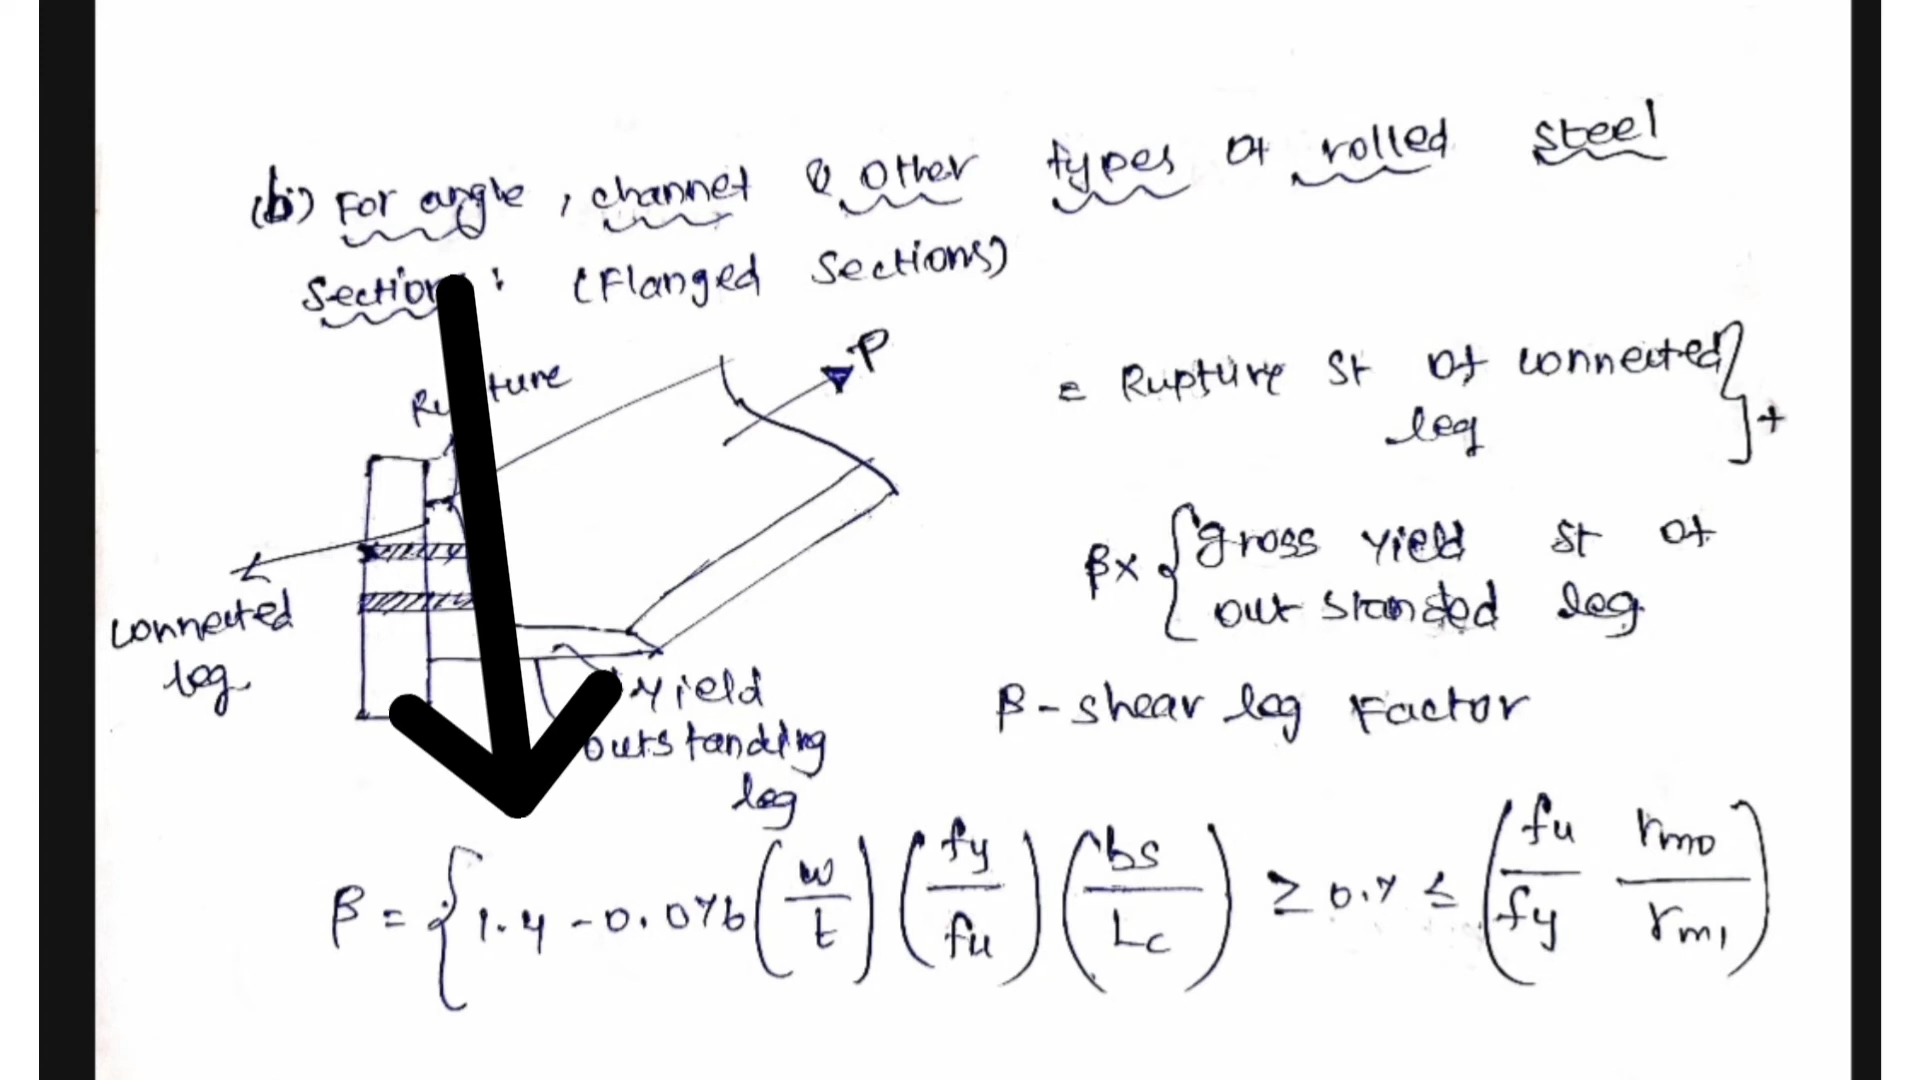 (b) For angle, channel & Other types of rolled steel
Section : (Flanged Sections)
P
= Rupture St of connected
leg } +
β× { gross yield St of
out standed leg
connected
leg
yield
outstanding
leg
β - shear lag Factor
β = { 1.4 - 0.076 (w/t) (fy/fu) (bs/Lc) ≥ 0.7 ≤ (fu/fy γm0/γm1)